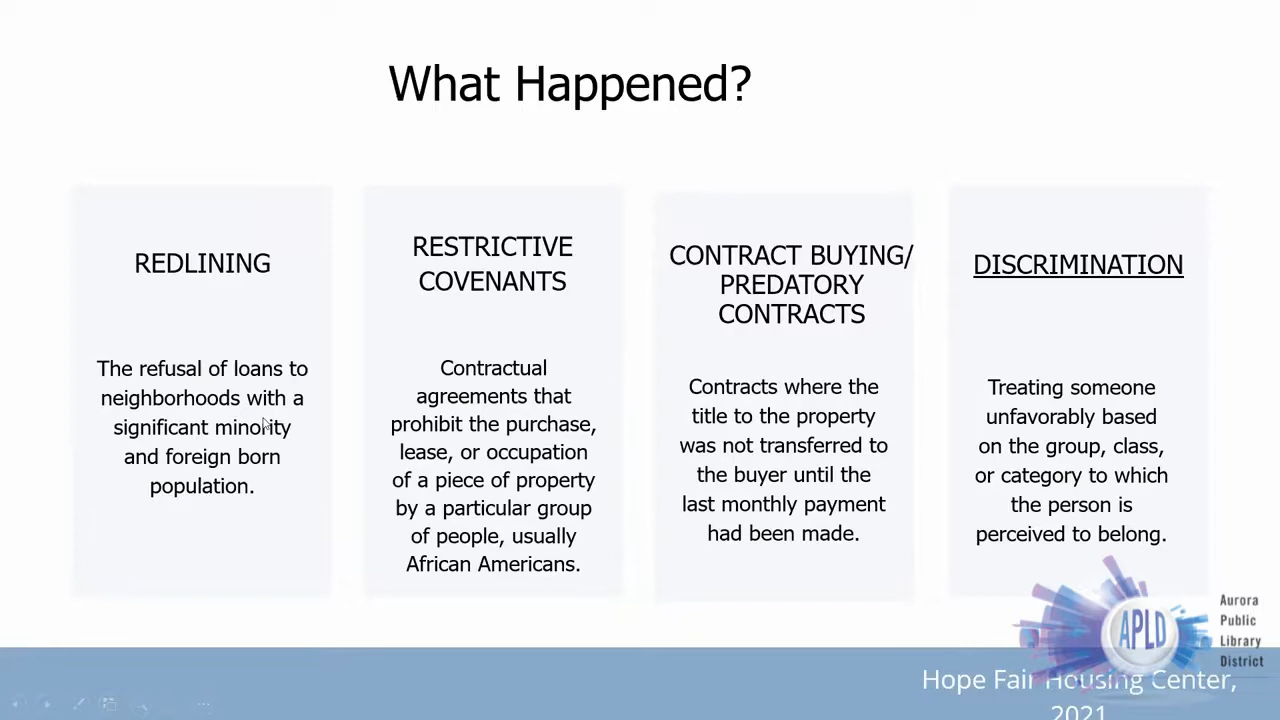 What Happened?
REDLINING
The refusal of loans to
neighborhoods with a
significant minority
and foreign born
population.
RESTRICTIVE
COVENANTS
Contractual
agreements that
prohibit the purchase,
lease, or occupation
of a piece of property
by a particular group
of people, usually
African Americans.
CONTRACT BUYING/
PREDATORY
CONTRACTS
Contracts where the
title to the property
was not transferred to
the buyer until the
last monthly payment
had been made.
DISCRIMINATION
Treating someone
unfavorably based
on the group, class,
or category to which
the person is
perceived to belong.
APLD
Aurora
Public
Library
District
Hope Fair Housing Center,
2021